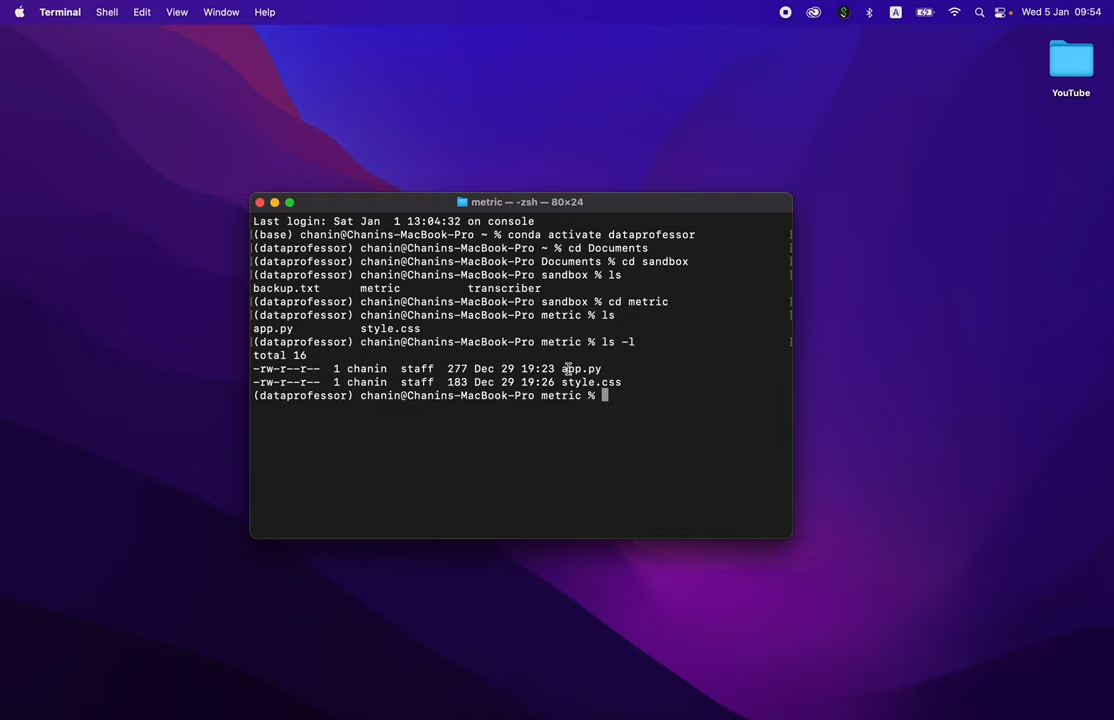 Terminal Shell Edit View Window Help A Wed 5 Jan 09:54
YouTube
metric — -zsh — 80×24
Last login: Sat Jan  1 13:04:32 on console
(base) chanin@Chanins-MacBook-Pro ~ % conda activate dataprofessor
(dataprofessor) chanin@Chanins-MacBook-Pro ~ % cd Documents
(dataprofessor) chanin@Chanins-MacBook-Pro Documents % cd sandbox
(dataprofessor) chanin@Chanins-MacBook-Pro sandbox % ls
backup.txt      metric          transcriber
(dataprofessor) chanin@Chanins-MacBook-Pro sandbox % cd metric
(dataprofessor) chanin@Chanins-MacBook-Pro metric % ls
app.py          style.css
(dataprofessor) chanin@Chanins-MacBook-Pro metric % ls -l
total 16
-rw-r--r--  1 chanin  staff  277 Dec 29 19:23 app.py
-rw-r--r--  1 chanin  staff  183 Dec 29 19:26 style.css
(dataprofessor) chanin@Chanins-MacBook-Pro metric %